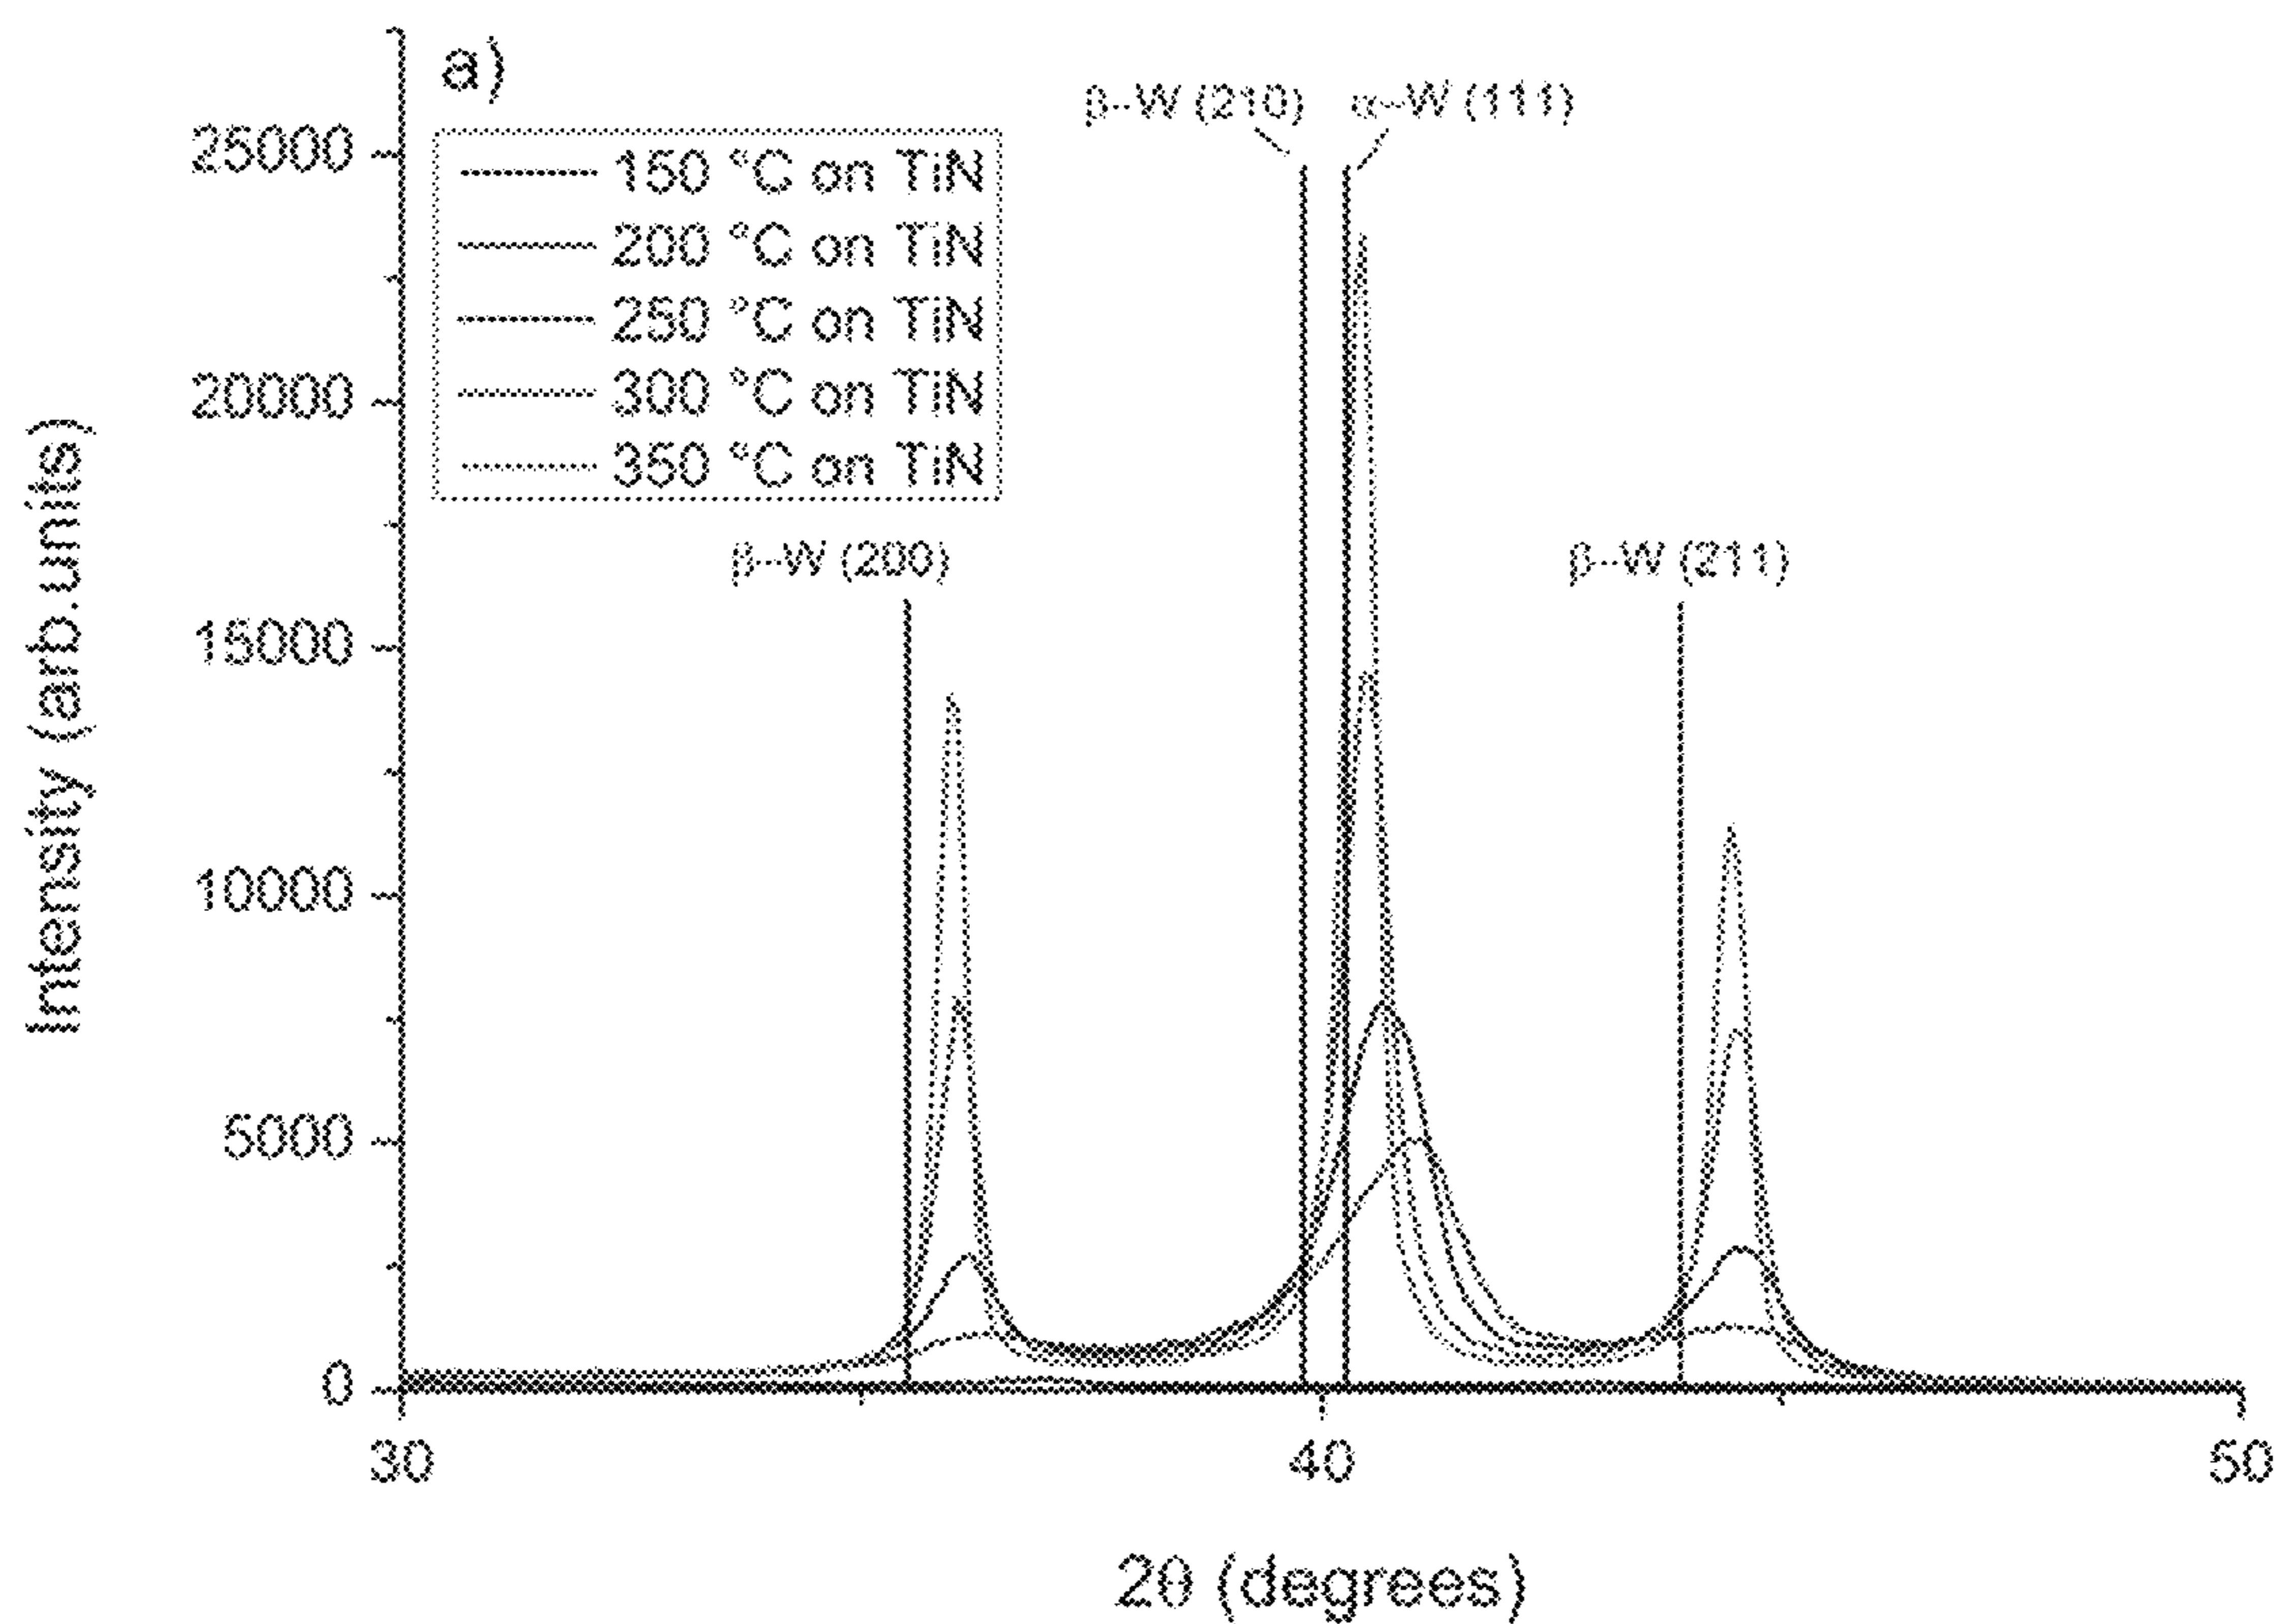 a)
β--W (210)
α--W (111)
25000
150 °C on TiN
200 °C on TiN
250 °C on TiN
20000
300 °C on TiN
350 °C on TiN
β--W (200)
β--W (211)
15000
10000
5000
0
Intensity (arb.units)
30
40
50
2θ (degrees)